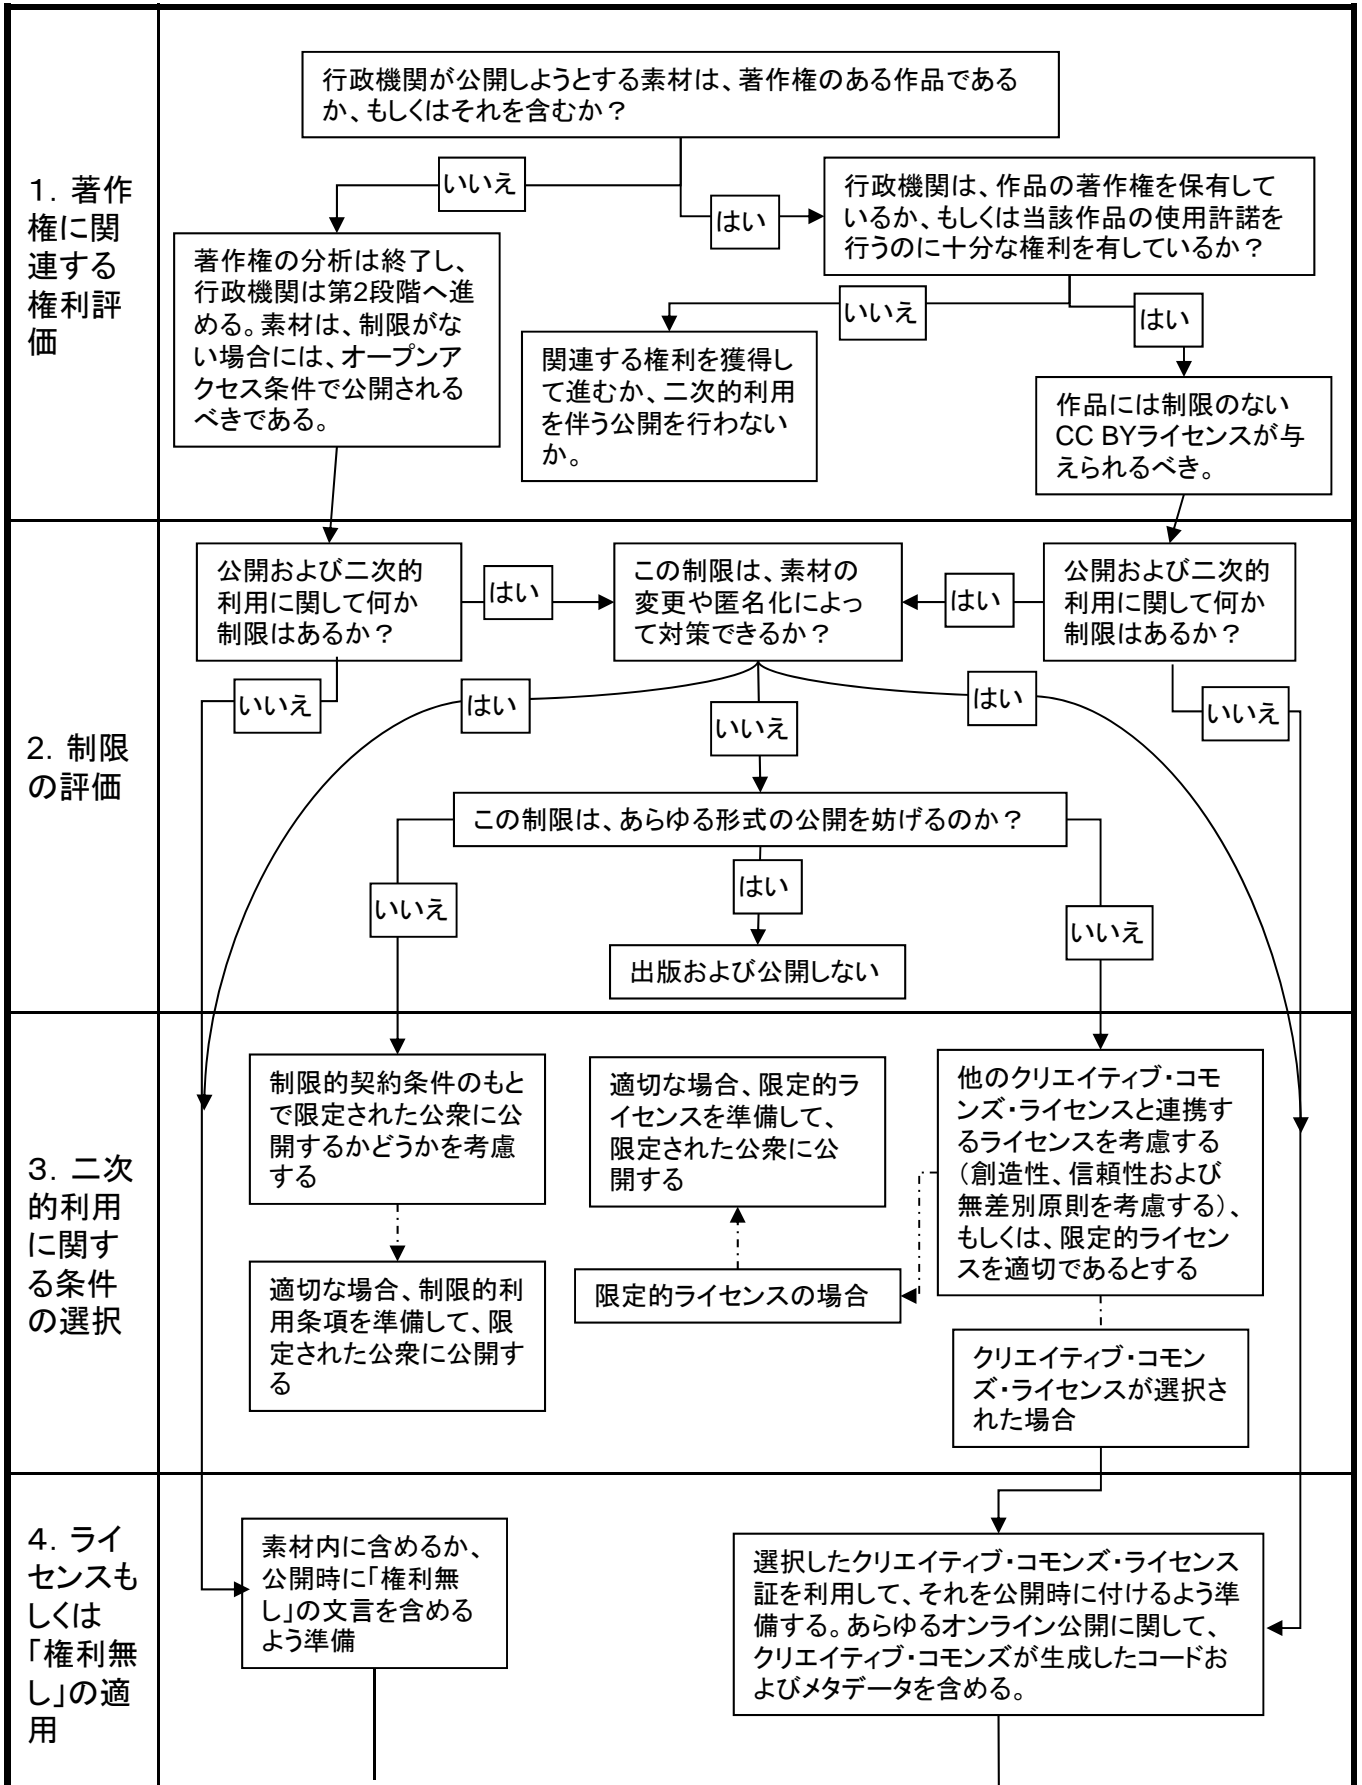 行政機関が公開しようとする素材は、著作権のある作品である
か、もしくはそれを含むか？
1．著作
権に関
連する
権利評
価
いいえ
はい
行政機関は、作品の著作権を保有して
いるか、もしくは当該作品の使用許諾を
行うのに十分な権利を有しているか？
著作権の分析は終了し、
行政機関は第2段階へ進
める。素材は、制限がな
い場合には、オープンア
クセス条件で公開される
べきである。
いいえ
はい
関連する権利を獲得し
て進むか、二次的利用
を伴う公開を行わない
か。
作品には制限のない
CC BYライセンスが与
えられるべき。
2．制限
の評価
公開および二次的
利用に関して何か
制限はあるか？
はい
この制限は、素材の
変更や匿名化によっ
て対策できるか？
はい
公開および二次的
利用に関して何か
制限はあるか？
いいえ
はい
いいえ
はい
いいえ
この制限は、あらゆる形式の公開を妨げるのか？
いいえ
はい
いいえ
出版および公開しない
3．二次
的利用
に関す
る条件
の選択
制限的契約条件のもと
で限定された公衆に公
開するかどうかを考慮
する
適切な場合、限定的ラ
イセンスを準備して、
限定された公衆に公
開する
他のクリエイティブ・コモ
ンズ・ライセンスと連携す
るライセンスを考慮する
（創造性、信頼性および
無差別原則を考慮する）、
もしくは、限定的ライセン
スを適切であるとする
適切な場合、制限的利
用条項を準備して、限
定された公衆に公開す
る
限定的ライセンスの場合
クリエイティブ・コモン
ズ・ライセンスが選択さ
れた場合
4．ライ
センスも
しくは
「権利無
し」の適
用
素材内に含めるか、
公開時に「権利無
し」の文言を含める
よう準備
選択したクリエイティブ・コモンズ・ライセンス
証を利用して、それを公開時に付けるよう準
備する。あらゆるオンライン公開に関して、
クリエイティブ・コモンズが生成したコードお
よびメタデータを含める。